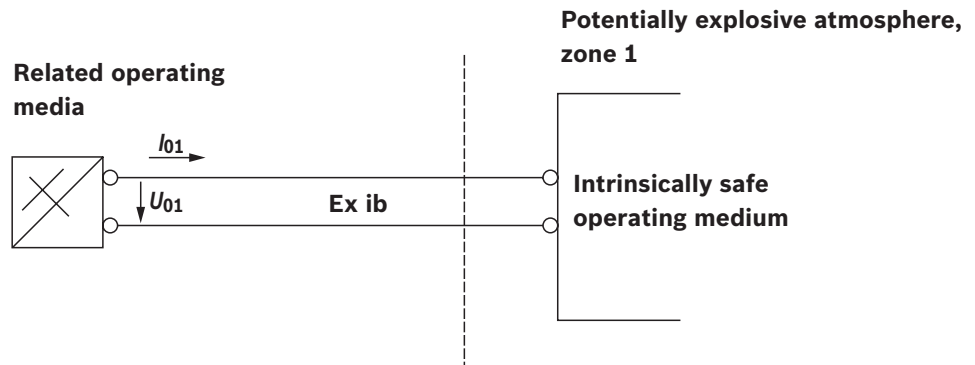 Potentially explosive atmosphere,
zone 1
Related operating
media
I01
U01
Ex ib
Intrinsically safe
operating medium